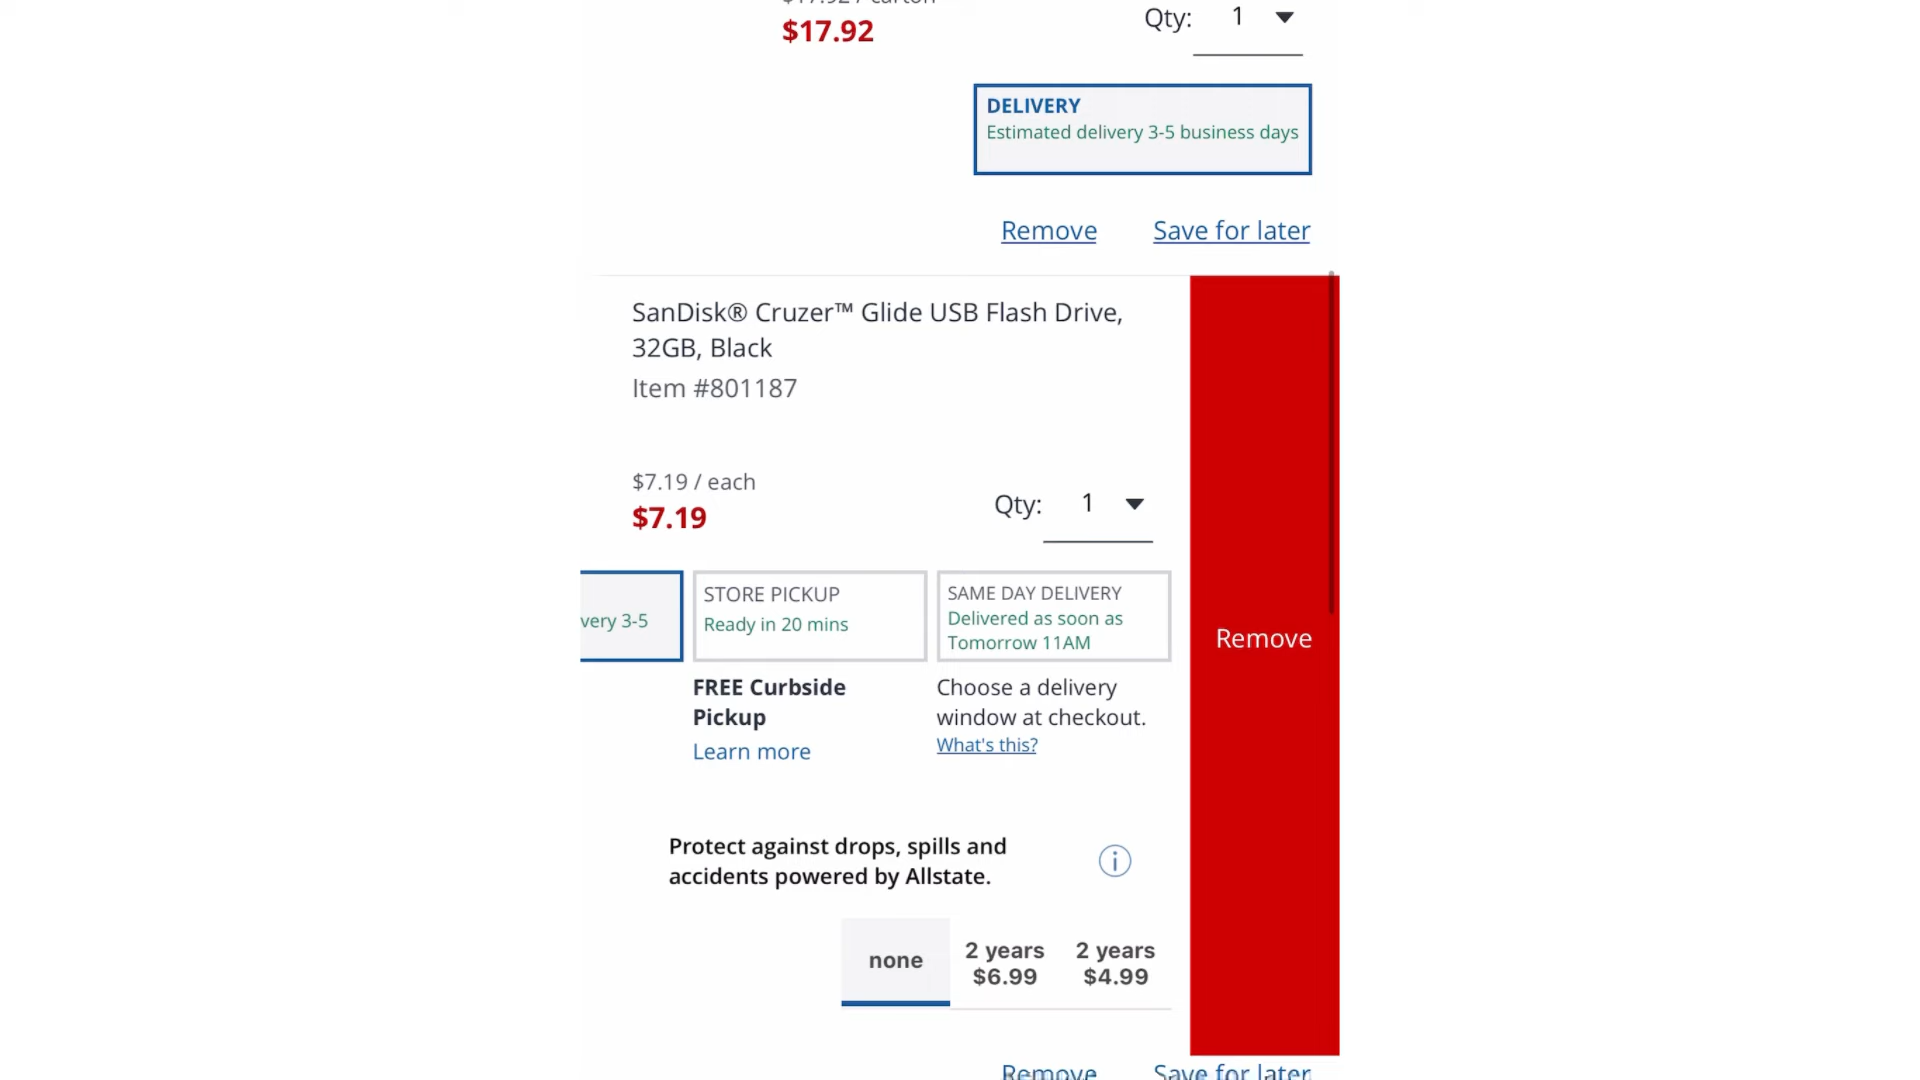 $17.92 / carton
$17.92
Qty: 1
DELIVERY
Estimated delivery 3-5 business days
Remove Save for later
SanDisk® Cruzer™ Glide USB Flash Drive,
32GB, Black
Item #801187
$7.19 / each
$7.19
Qty: 1
very 3-5
STORE PICKUP
Ready in 20 mins
SAME DAY DELIVERY
Delivered as soon as
Tomorrow 11AM
Remove
FREE Curbside
Pickup
Learn more
Choose a delivery
window at checkout.
What's this?
Protect against drops, spills and
accidents powered by Allstate.
none
2 years
$6.99
2 years
$4.99
Remove Save for later